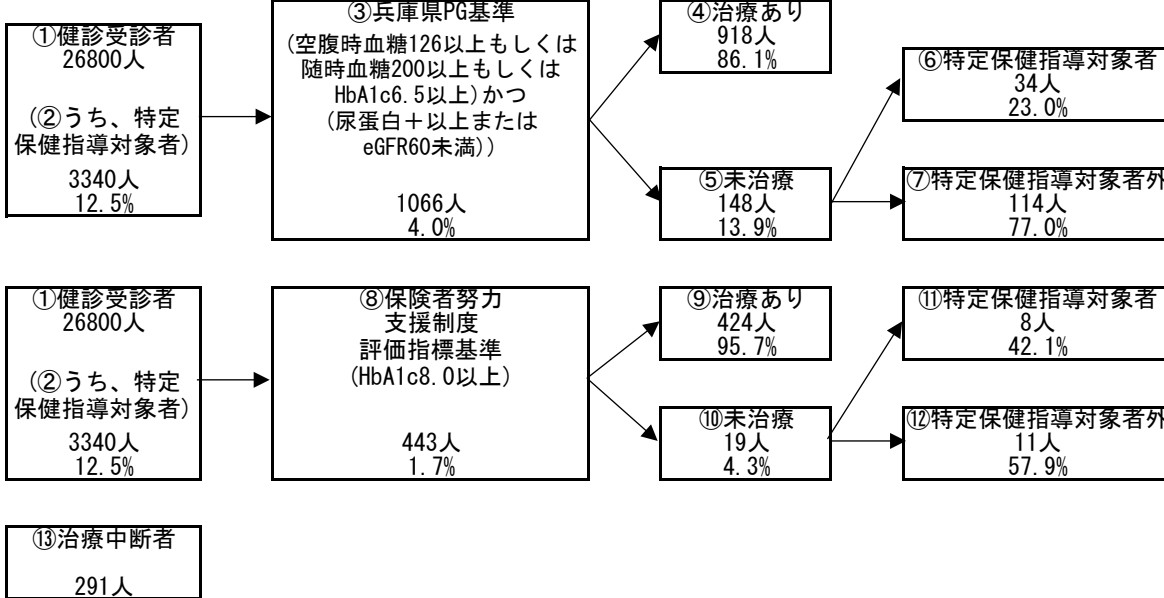 ①健診受診者
26800人
(②うち、特定
保健指導対象者)
3340人
12.5%
③兵庫県PG基準
(空腹時血糖126以上もしくは
随時血糖200以上もしくは
HbA1c6.5以上)かつ
(尿蛋白＋以上または
eGFR60未満))
1066人
4.0%
④治療あり
918人
86.1%
⑤未治療
148人
13.9%
⑥特定保健指導対象者
34人
23.0%
⑦特定保健指導対象者外
114人
77.0%
①健診受診者
26800人
(②うち、特定
保健指導対象者)
3340人
12.5%
⑧保険者努力
支援制度
評価指標基準
(HbA1c8.0以上)
443人
1.7%
⑨治療あり
424人
95.7%
⑩未治療
19人
4.3%
⑪特定保健指導対象者
8人
42.1%
⑫特定保健指導対象者外
11人
57.9%
⑬治療中断者
291人